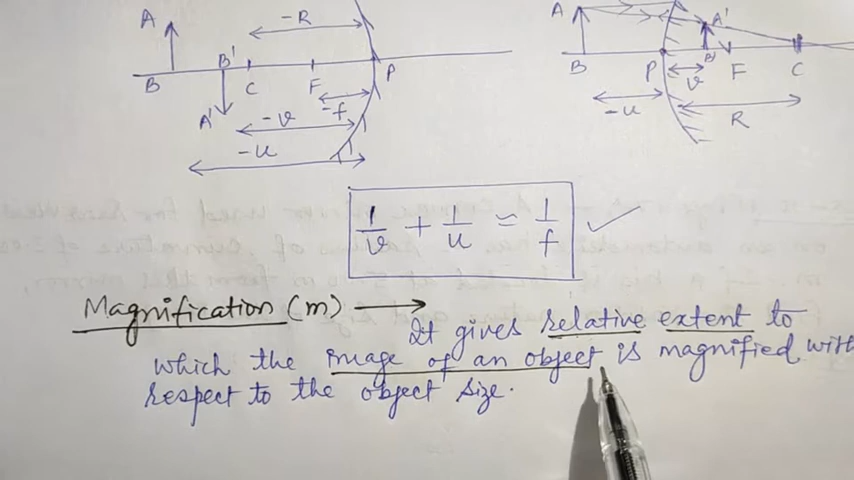 A
-R
B
B'
C
F
P
A'
-f
-v
-u
A
A'
B
P
B'
F
C
v
-u
R
1/v + 1/u = 1/f
Magnification (m) →
It gives relative extent to
which the image of an object is magnified with
respect to the object size.